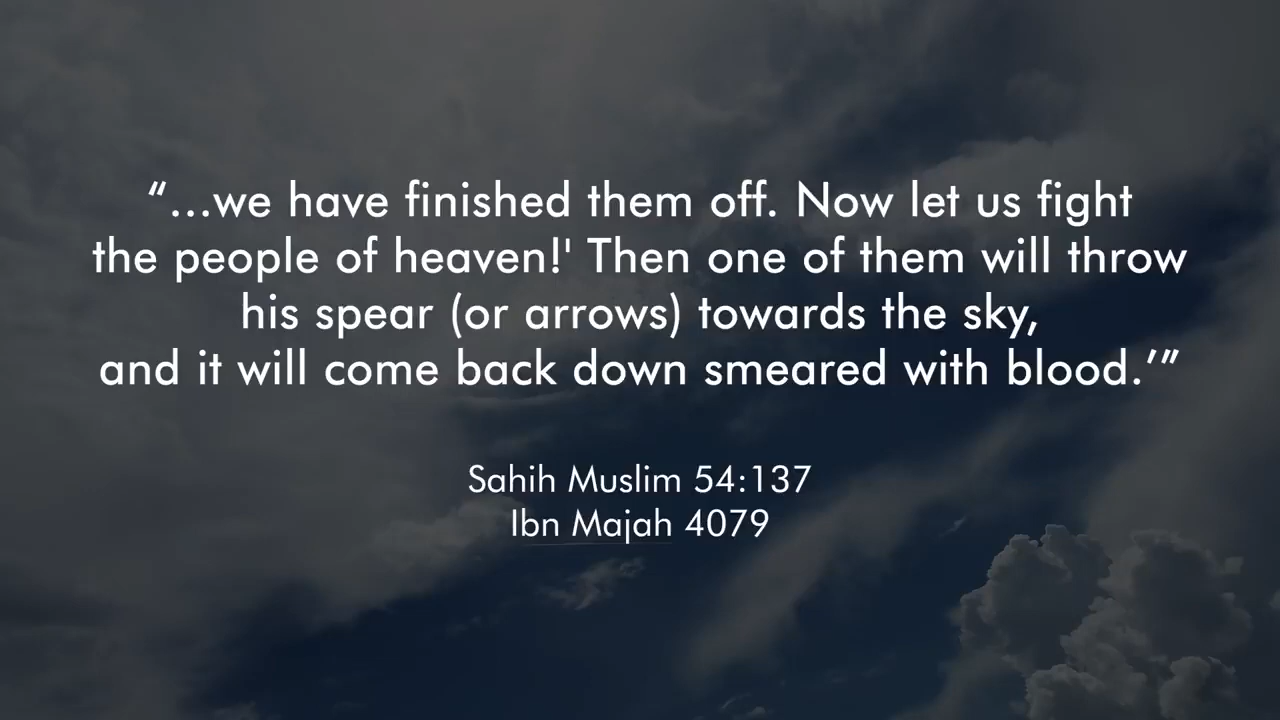 “...we have finished them off. Now let us fight
the people of heaven!' Then one of them will throw
his spear (or arrows) towards the sky,
and it will come back down smeared with blood.’”
Sahih Muslim 54:137
Ibn Majah 4079